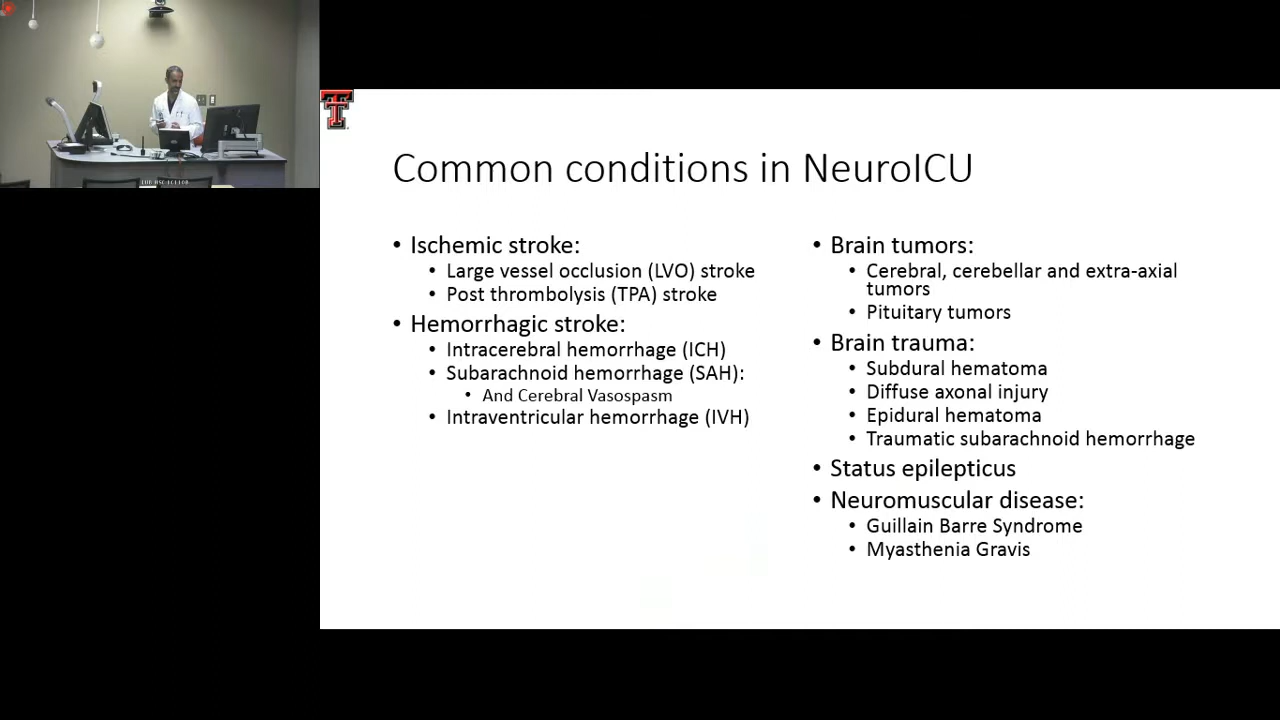 Common conditions in NeuroICU
• Ischemic stroke:
• Large vessel occlusion (LVO) stroke
• Post thrombolysis (TPA) stroke
• Hemorrhagic stroke:
• Intracerebral hemorrhage (ICH)
• Subarachnoid hemorrhage (SAH):
• And Cerebral Vasospasm
• Intraventricular hemorrhage (IVH)
• Brain tumors:
• Cerebral, cerebellar and extra-axial
tumors
• Pituitary tumors
• Brain trauma:
• Subdural hematoma
• Diffuse axonal injury
• Epidural hematoma
• Traumatic subarachnoid hemorrhage
• Status epilepticus
• Neuromuscular disease:
• Guillain Barre Syndrome
• Myasthenia Gravis